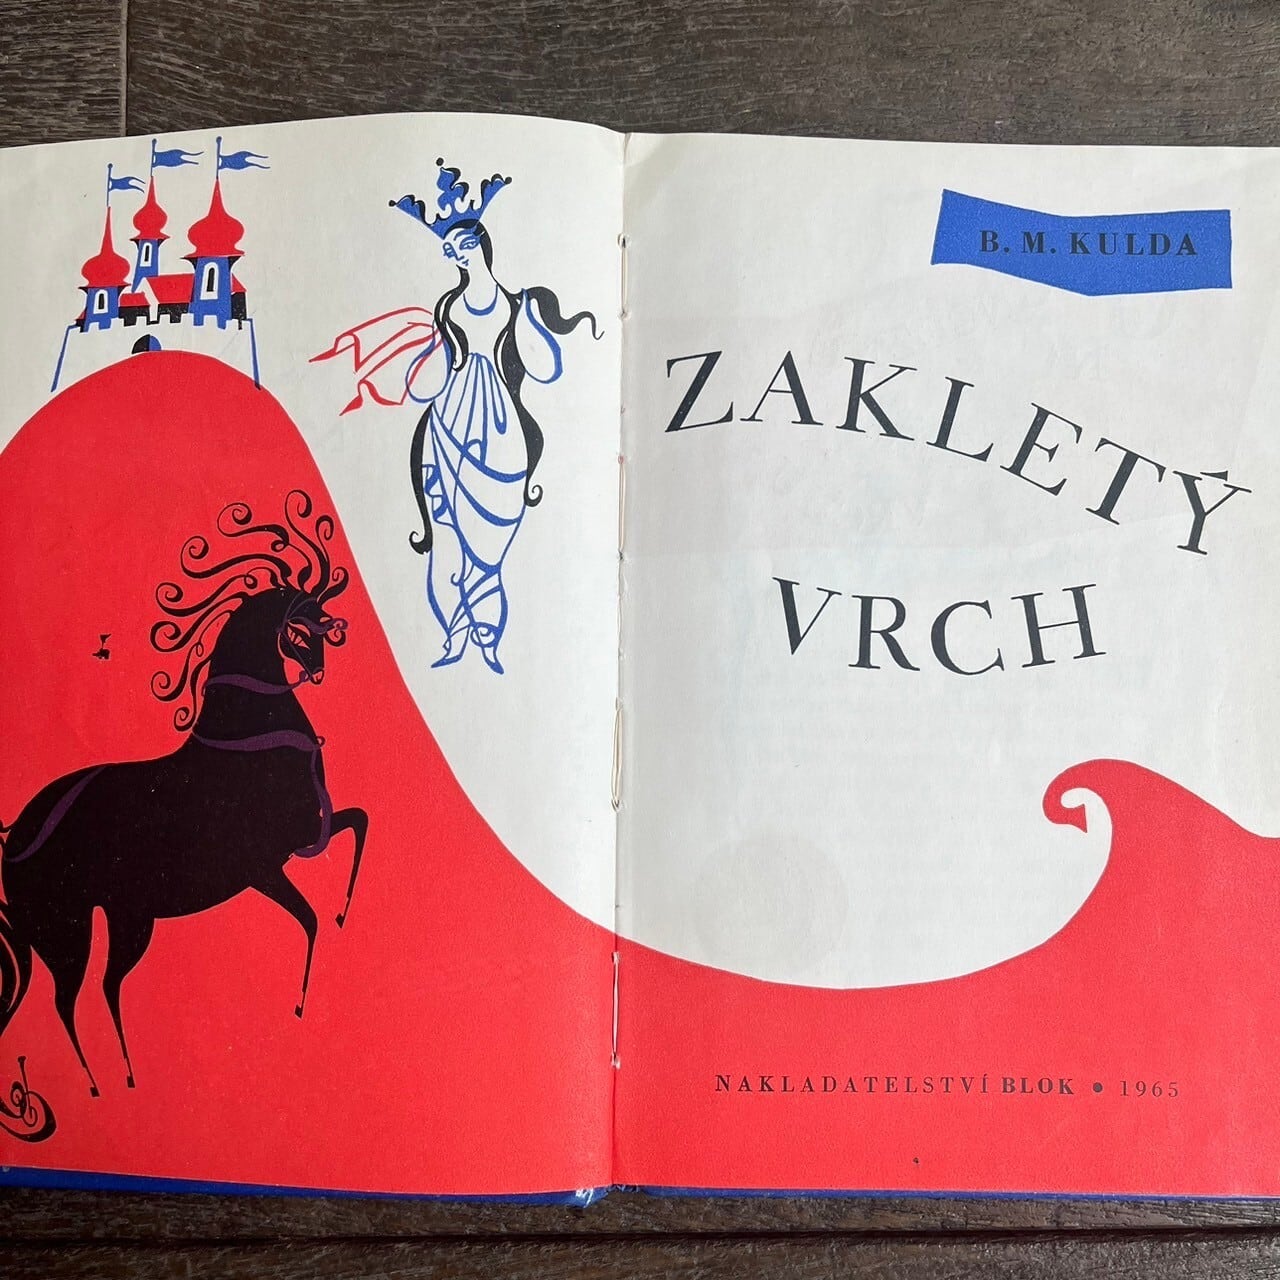 B. M. KULDA
ZAKLETÝ
VRCH
NAKLADATELSTVÍ BLOK • 1965